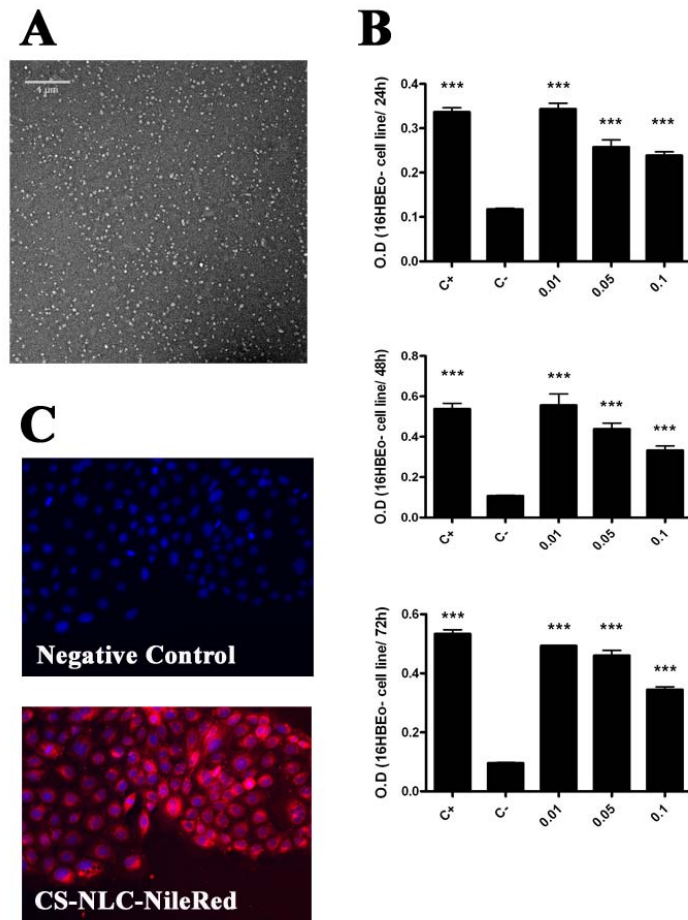 A
4 µm
B
O.D (16HBEo- cell line/ 24h)
0.4
0.3
0.2
0.1
0.0
***
***
***
***
C+
C-
0.01
0.05
0.1
O.D (16HBEo- cell line/ 48h)
0.8
0.6
0.4
0.2
0.0
***
***
***
***
C+
C-
0.01
0.05
0.1
O.D (16HBEo- cell line/ 72h)
0.6
0.4
0.2
0.0
***
***
***
***
C+
C-
0.01
0.05
0.1
C
Negative Control
CS-NLC-NileRed